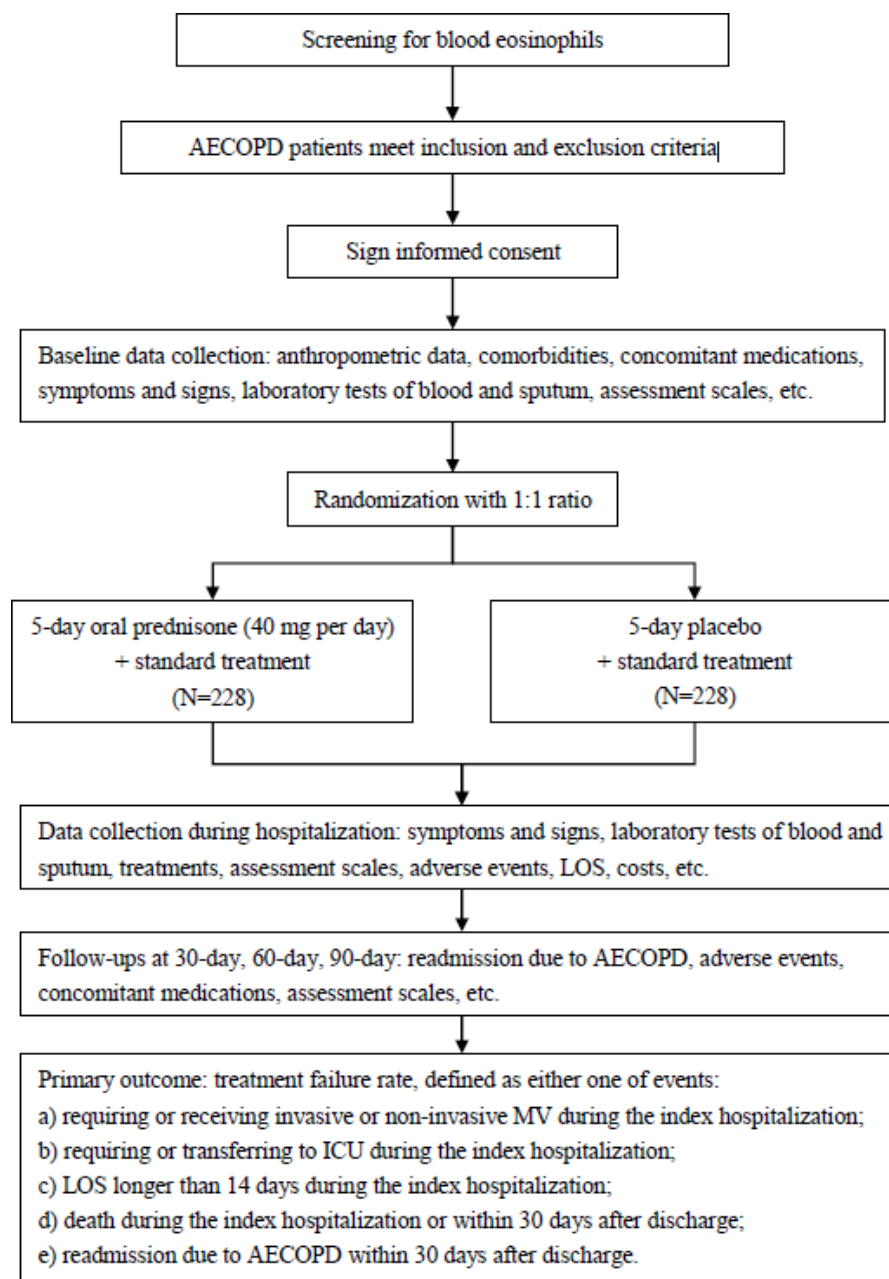 Screening for blood eosinophils
AECOPD patients meet inclusion and exclusion criteria
Sign informed consent
Baseline data collection: anthropometric data, comorbidities, concomitant medications,
symptoms and signs, laboratory tests of blood and sputum, assessment scales, etc.
Randomization with 1:1 ratio
5-day oral prednisone (40 mg per day)
+ standard treatment
(N=228)
5-day placebo
+ standard treatment
(N=228)
Data collection during hospitalization: symptoms and signs, laboratory tests of blood and
sputum, treatments, assessment scales, adverse events, LOS, costs, etc.
Follow-ups at 30-day, 60-day, 90-day: readmission due to AECOPD, adverse events,
concomitant medications, assessment scales, etc.
Primary outcome: treatment failure rate, defined as either one of events:
a) requiring or receiving invasive or non-invasive MV during the index hospitalization;
b) requiring or transferring to ICU during the index hospitalization;
c) LOS longer than 14 days during the index hospitalization;
d) death during the index hospitalization or within 30 days after discharge;
e) readmission due to AECOPD within 30 days after discharge.